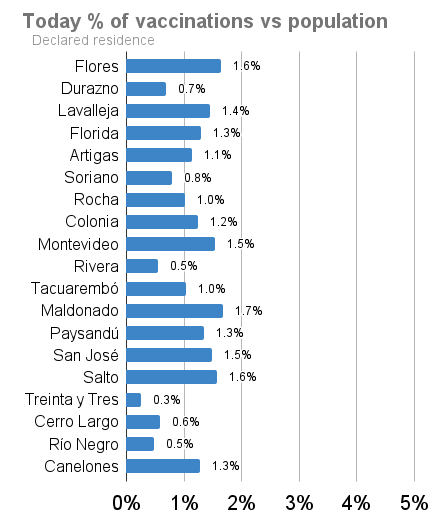 Today % of vaccinations vs population
Declared residence
Flores 1.6%
Durazno 0.7%
Lavalleja 1.4%
Florida 1.3%
Artigas 1.1%
Soriano 0.8%
Rocha 1.0%
Colonia 1.2%
Montevideo 1.5%
Rivera 0.5%
Tacuarembó 1.0%
Maldonado 1.7%
Paysandú 1.3%
San José 1.5%
Salto 1.6%
Treinta y Tres 0.3%
Cerro Largo 0.6%
Río Negro 0.5%
Canelones 1.3%
0% 1% 2% 3% 4% 5%